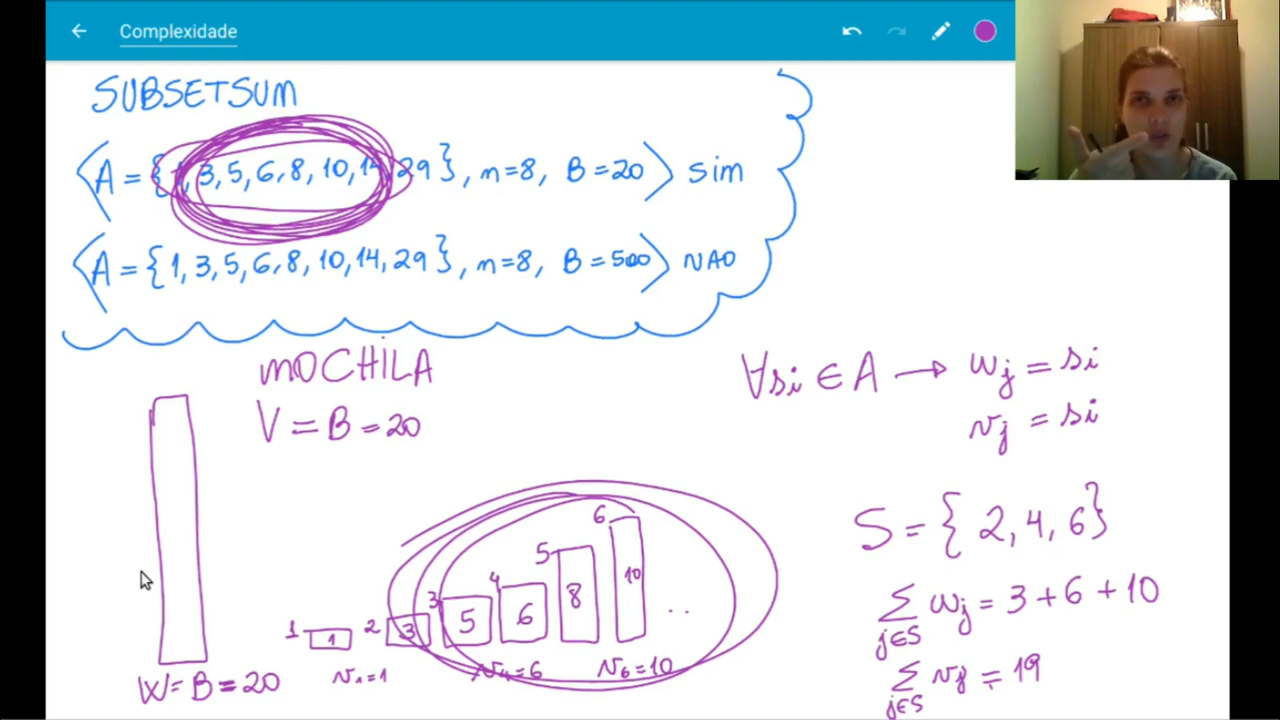 Complexidade
SUBSETSUM
⟨A = {1, 3, 5, 6, 8, 10, 14, 29}, n=8, B=20⟩ sim
⟨A = {1, 3, 5, 6, 8, 10, 14, 29}, n=8, B=500⟩ NAO
MOCHILA
V = B = 20
∀si ∈ A → wj = si
vj = si
S = {2, 4, 6}
∑ wj = 3 + 6 + 10
j∈S
∑ vj = 19
j∈S
1 2 3 4 5 6
1 3 5 6 8 10 ..
v1=1 v4=6 v6=10
W = B = 20